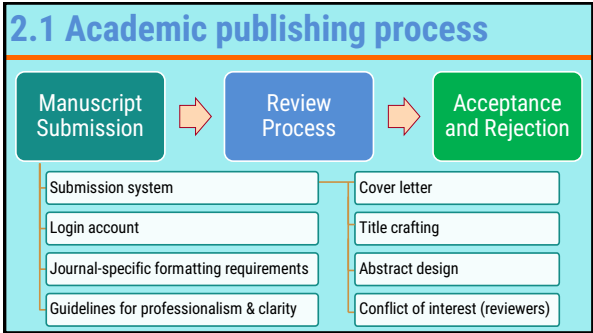 2.1 Academic publishing process
Manuscript
Submission
Review
Process
Acceptance
and Rejection
Submission system
Login account
Journal-specific formatting requirements
Guidelines for professionalism & clarity
Cover letter
Title crafting
Abstract design
Conflict of interest (reviewers)